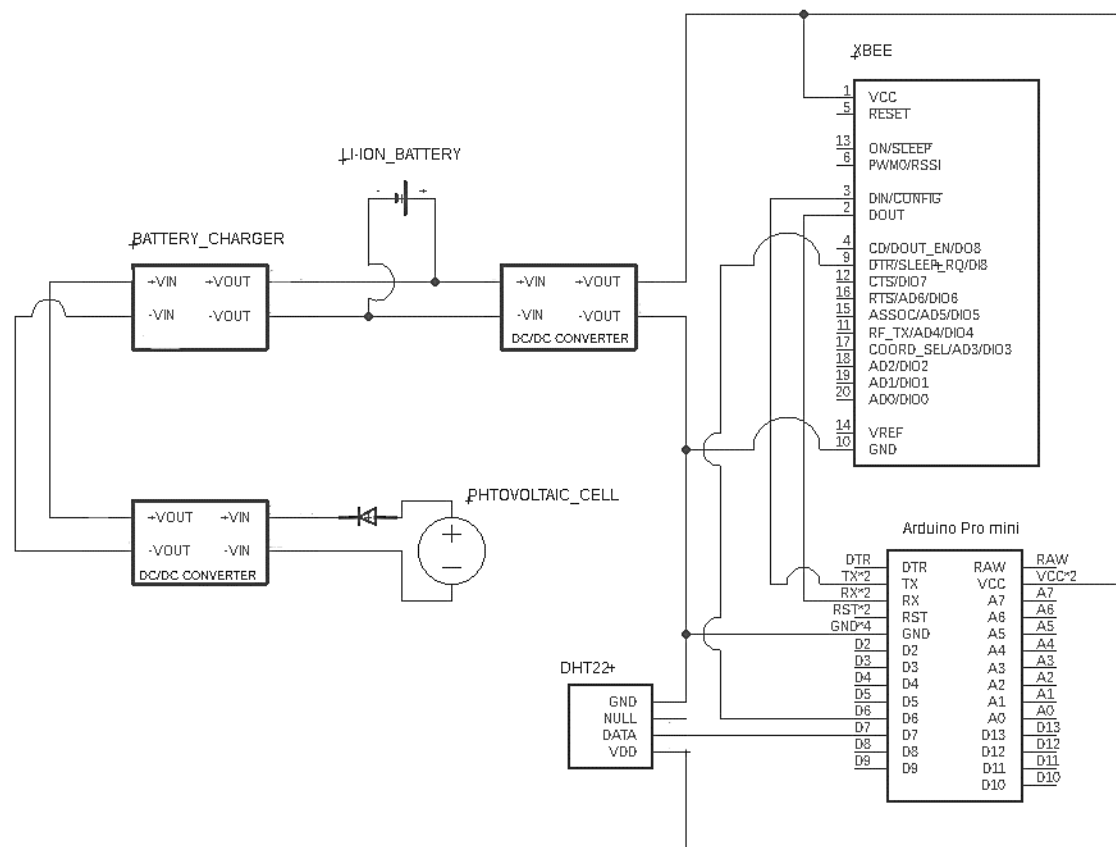 XBEE
1 VCC
5 RESET
13 ON/SLEEP
6 PWM0/RSSI
3 DIN/CONFIG
2 DOUT
4 CD/DOUT_EN/DO8
9 DTR/SLEEP_RQ/DI8
12 CTS/DIO7
16 RTS/AD6/DIO6
15 ASSOC/AD5/DIO5
11 RF_TX/AD4/DIO4
17 COORD_SEL/AD3/DIO3
18 AD2/DIO2
19 AD1/DIO1
20 AD0/DIO0
14 VREF
10 GND
LI-ION_BATTERY
- +
BATTERY_CHARGER
+VIN +VOUT
-VIN -VOUT
+VIN +VOUT
-VIN -VOUT
DC/DC CONVERTER
PHTOVOLTAIC_CELL
+VOUT +VIN
-VOUT -VIN
DC/DC CONVERTER
+
−
Arduino Pro mini
DTR DTR RAW RAW
TX*2 TX VCC VCC*2
RX*2 RX A7 A7
RST*2 RST A6 A6
GND*4 GND A5 A5
D2 D2 A4 A4
D3 D3 A3 A3
D4 D4 A2 A2
D5 D5 A1 A1
D6 D6 A0 A0
D7 D7 D13 D13
D8 D8 D12 D12
D9 D9 D11 D11
D10 D10
DHT22
GND
NULL
DATA
VDD